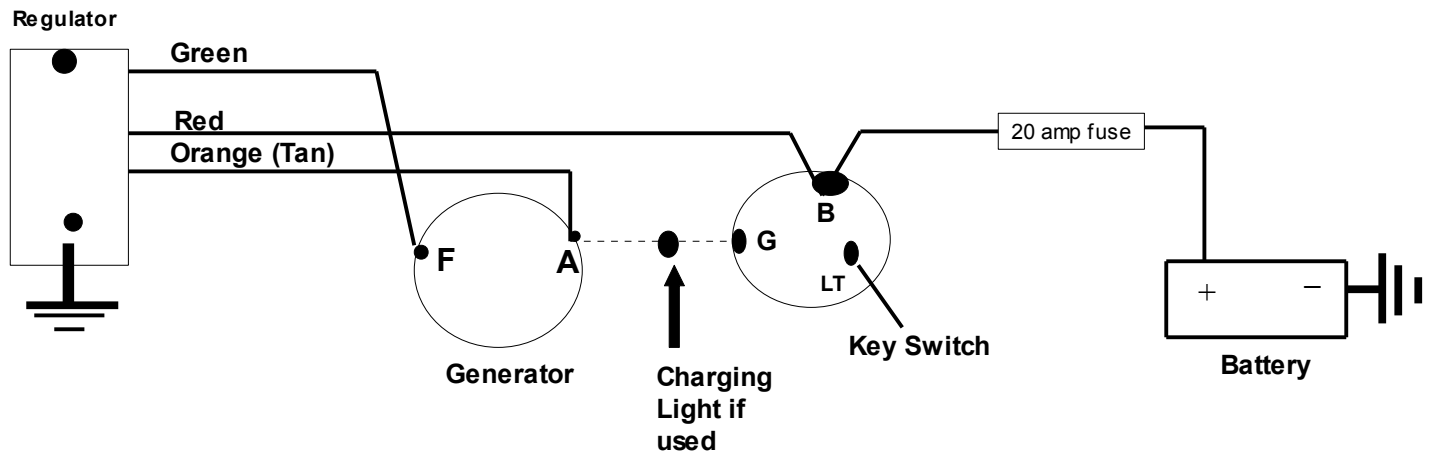 Regulator
Green
Red
Orange (Tan)
20 amp fuse
B
F
A
G
LT
+ −
Key Switch
Generator
Battery
Charging
Light if
used